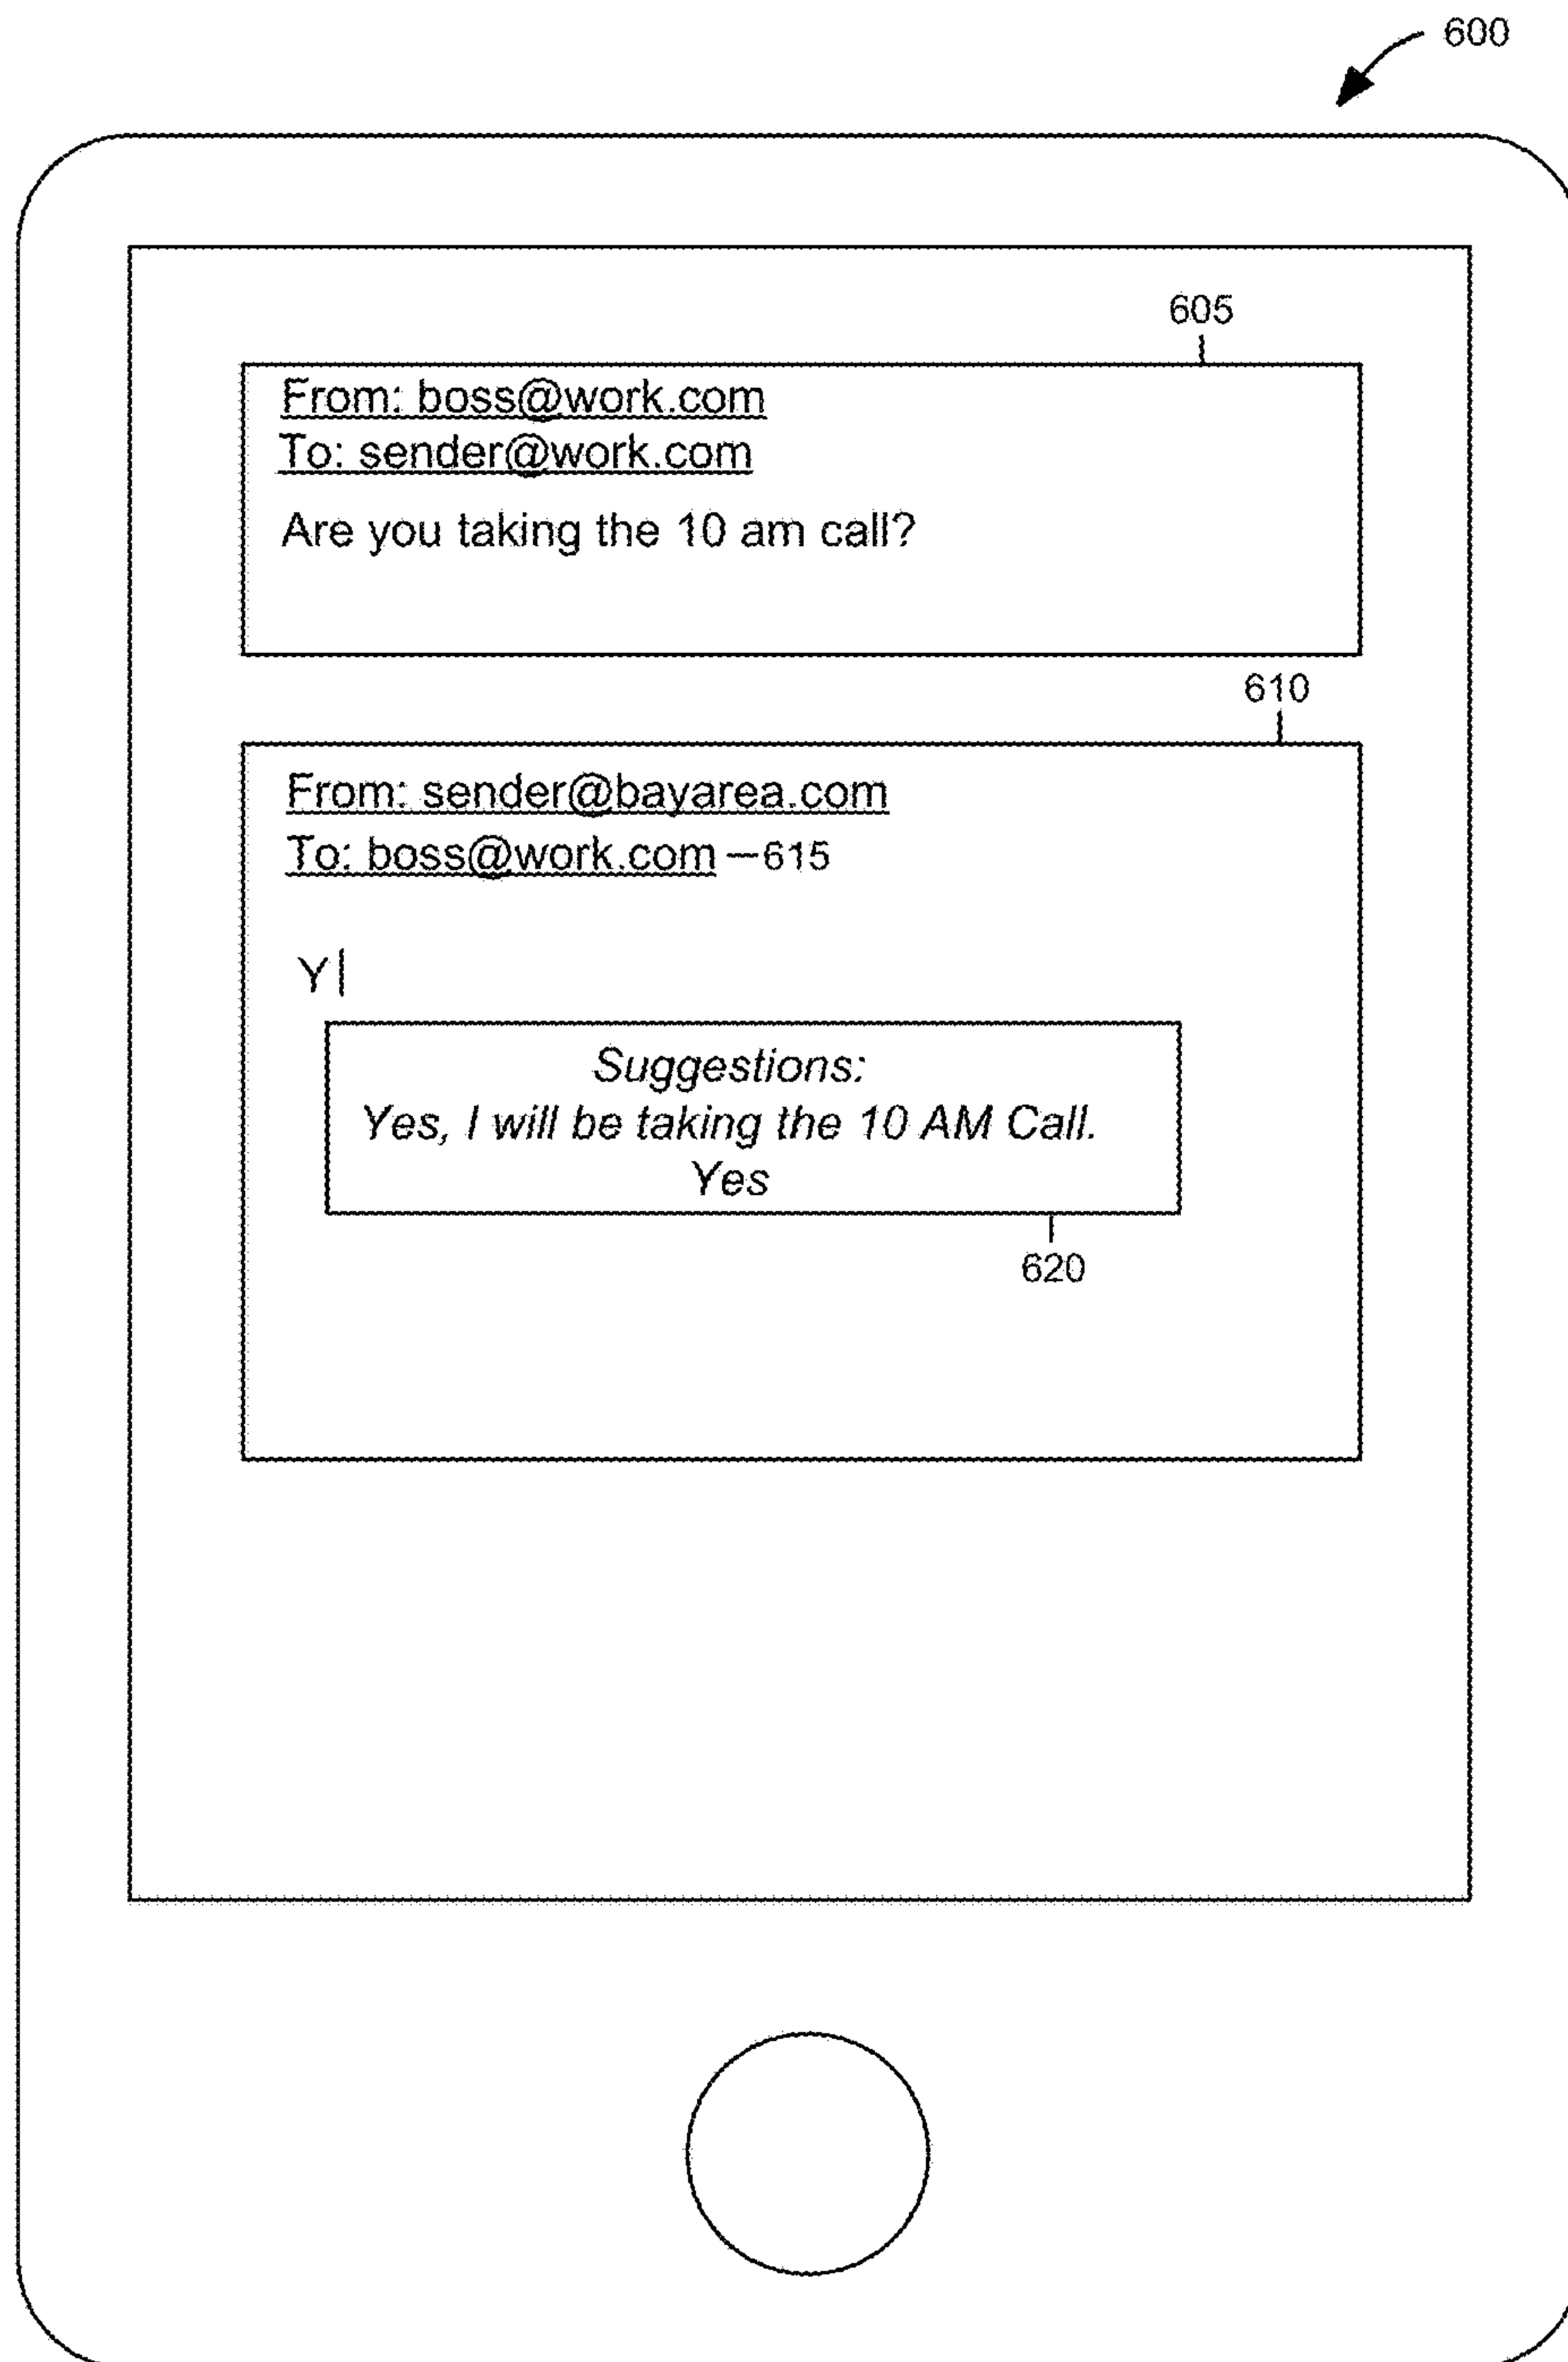 600
605
From: boss@work.com
To: sender@work.com
Are you taking the 10 am call?
610
From: sender@bayarea.com
To: boss@work.com —615
Y|
Suggestions:
Yes, I will be taking the 10 AM Call.
Yes
620